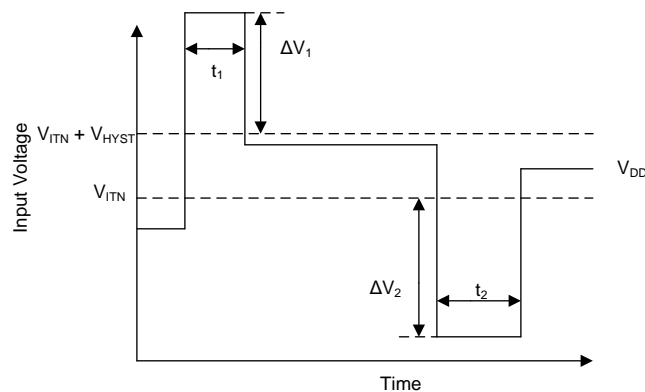 ΔV₁
t₁
V_ITN + V_HYST
Input Voltage
V_DD
V_ITN
ΔV₂
t₂
Time